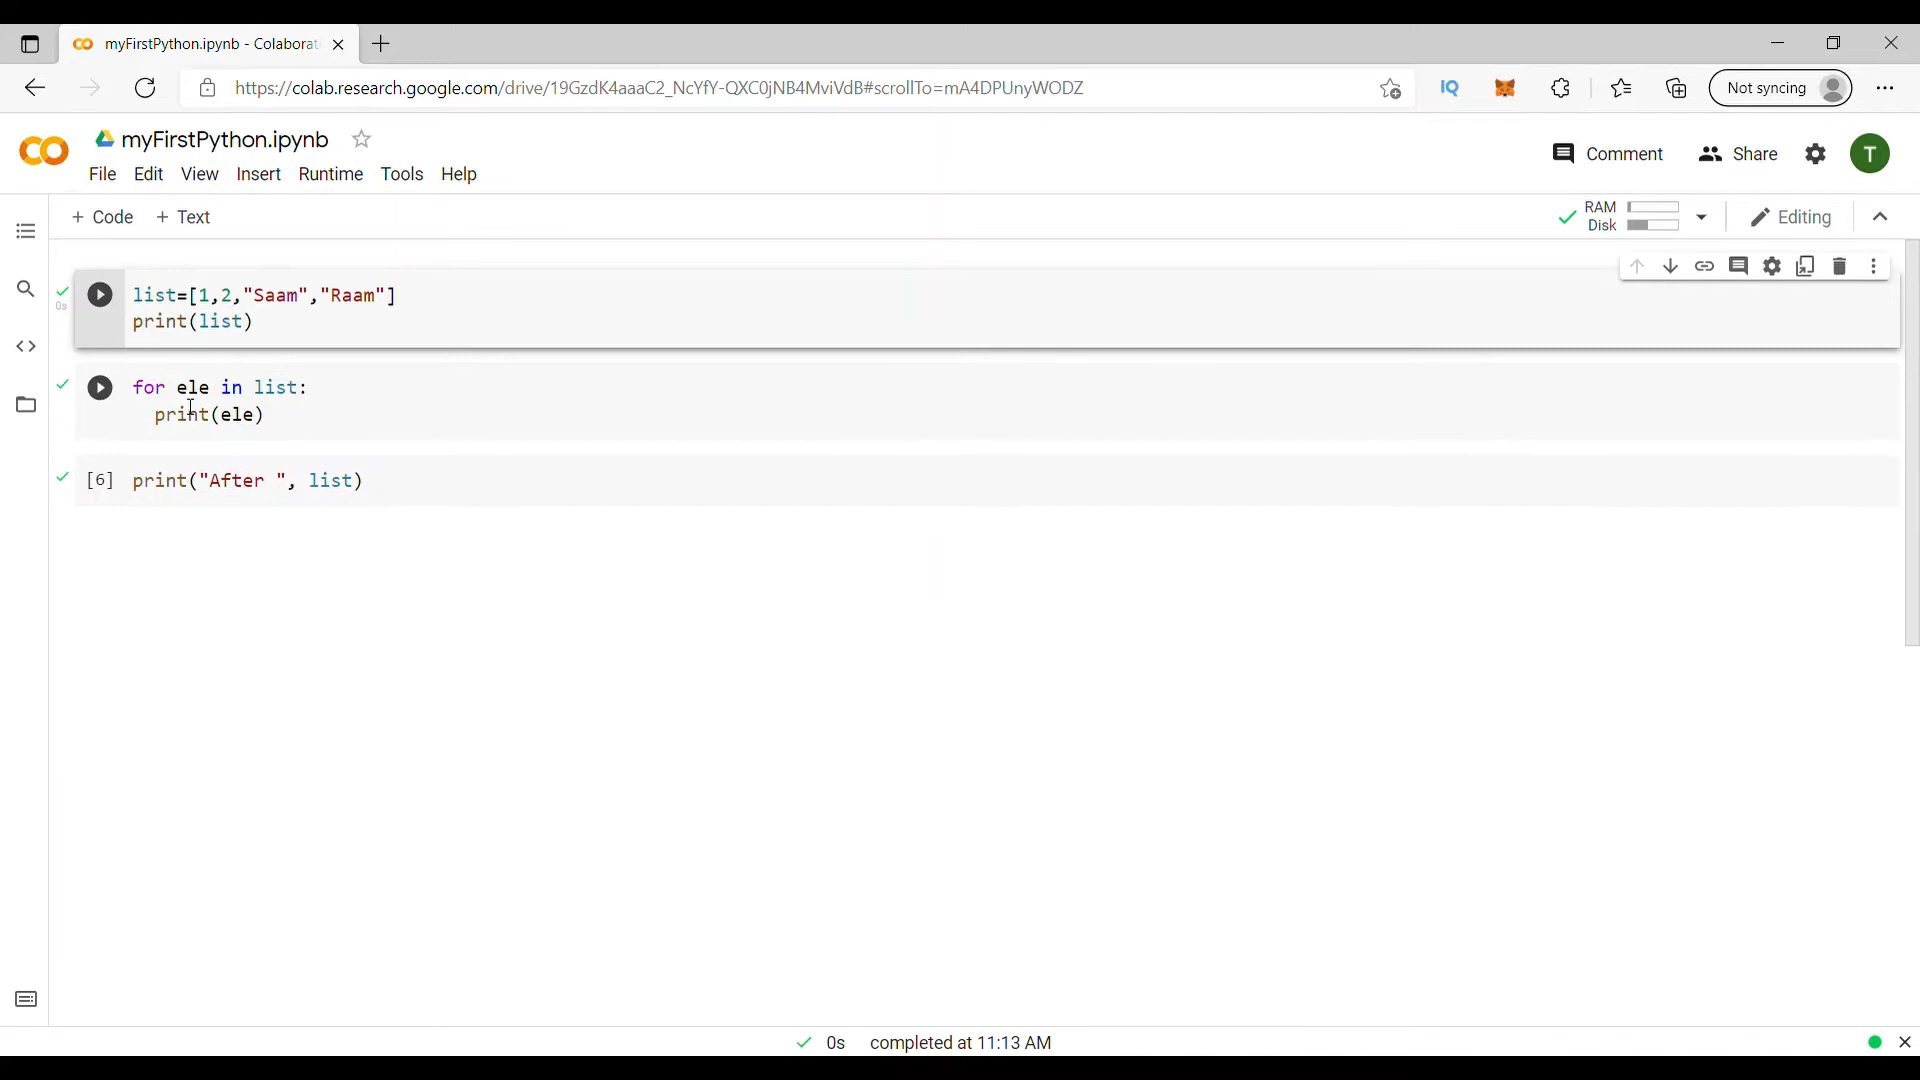 myFirstPython.ipynb - Colaborat
https://colab.research.google.com/drive/19GzdK4aaaC2_NcYfY-QXC0jNB4MviVdB#scrollTo=mA4DPUnyWODZ
IQ
Not syncing
CO
myFirstPython.ipynb
File Edit View Insert Runtime Tools Help
Comment
Share
T
+ Code + Text
RAM
Disk
Editing
0s
list=[1,2,"Saam","Raam"]
print(list)
for ele in list:
  print(ele)
[6] print("After ", list)
0s completed at 11:13 AM